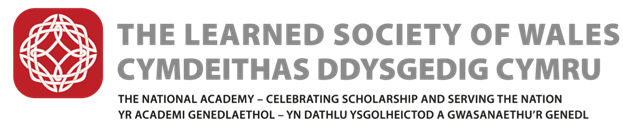 THE LEARNED SOCIETY OF WALES
CYMDEITHAS DDYSGEDIG CYMRU
THE NATIONAL ACADEMY – CELEBRATING SCHOLARSHIP AND SERVING THE NATION
YR ACADEMI GENEDLAETHOL – YN DATHLU YSGOLHEICTOD A GWASANAETHU'R GENEDL